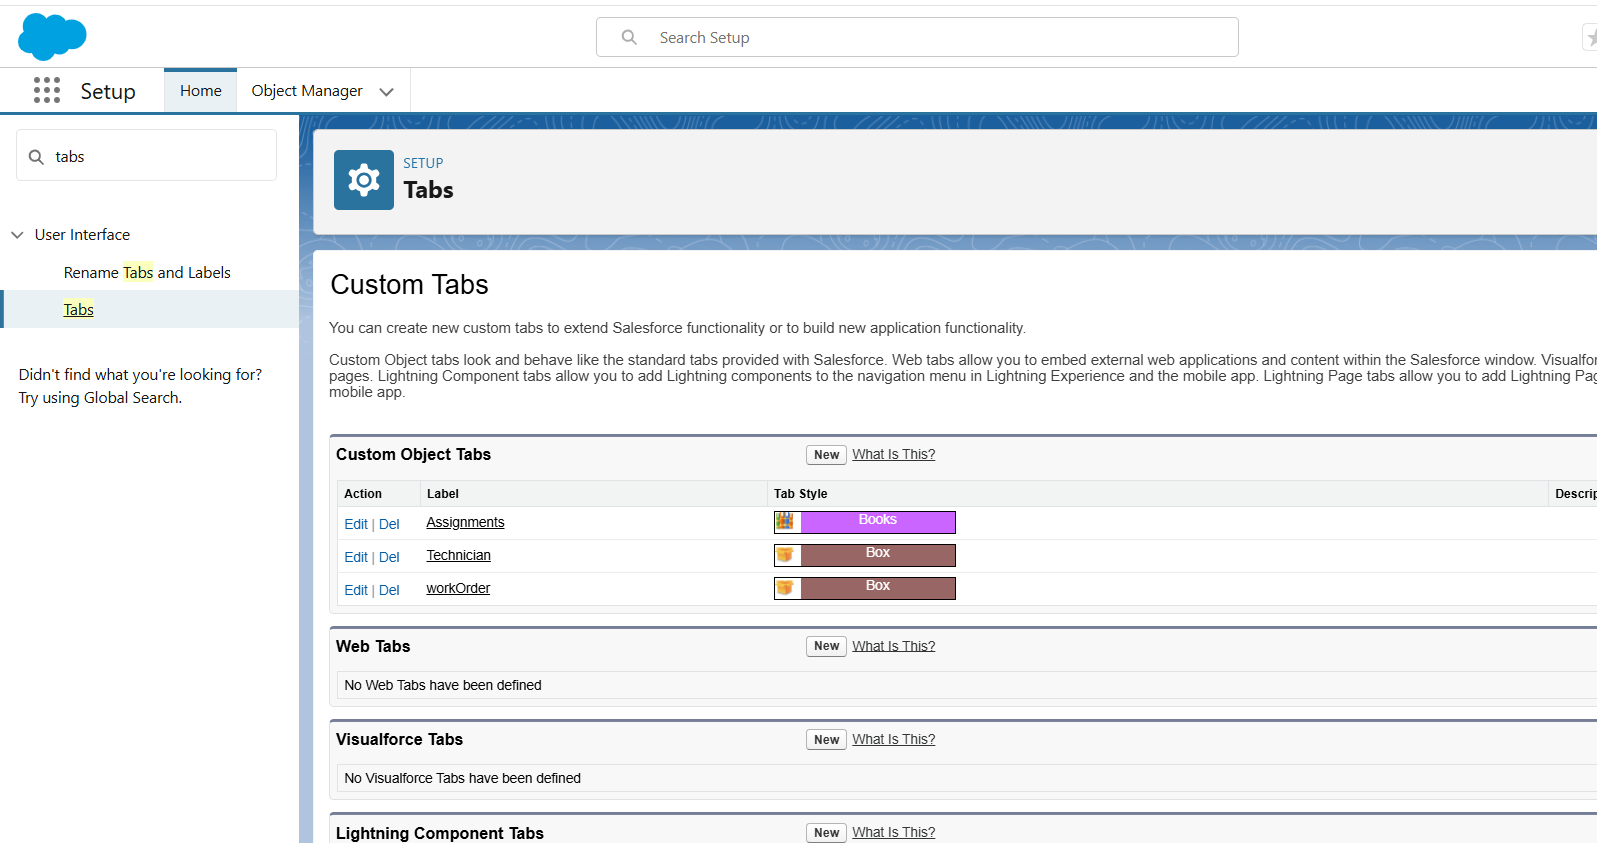 Search Setup
Setup
Home
Object Manager
tabs
User Interface
Rename Tabs and Labels
Tabs
Didn't find what you're looking for?
Try using Global Search.
SETUP
Tabs
Custom Tabs
You can create new custom tabs to extend Salesforce functionality or to build new application functionality.
Custom Object tabs look and behave like the standard tabs provided with Salesforce. Web tabs allow you to embed external web applications and content within the Salesforce window. Visualfor
pages. Lightning Component tabs allow you to add Lightning components to the navigation menu in Lightning Experience and the mobile app. Lightning Page tabs allow you to add Lightning Pag
mobile app.
Custom Object Tabs New What Is This?
Action Label Tab Style Descrip
Edit | Del Assignments Books
Edit | Del Technician Box
Edit | Del workOrder Box
Web Tabs New What Is This?
No Web Tabs have been defined
Visualforce Tabs New What Is This?
No Visualforce Tabs have been defined
Lightning Component Tabs New What Is This?